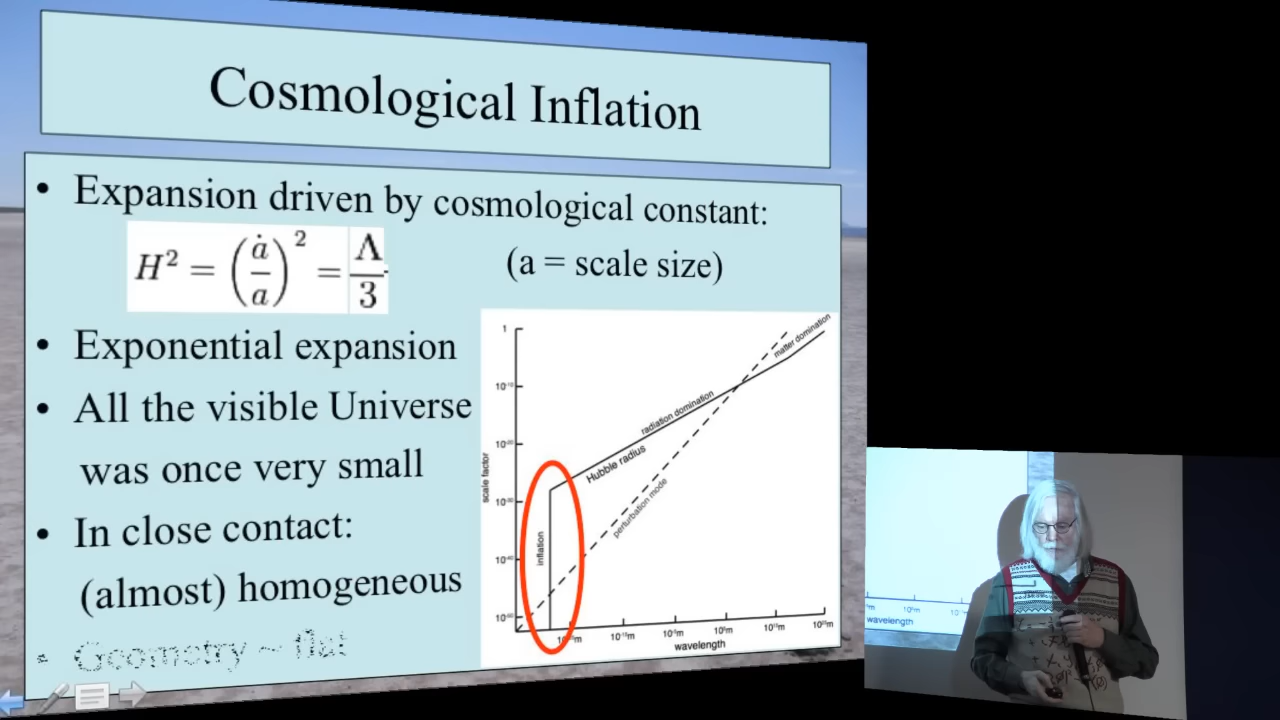 Cosmological Inflation
• Expansion driven by cosmological constant:
H² = (ȧ/a)² = Λ/3
(a = scale size)
• Exponential expansion
• All the visible Universe
was once very small
• In close contact:
(almost) homogeneous
Geometry ~ flat
1
scale factor
inflation
Hubble radius
radiation domination
matter domination
perturbation mode
wavelength
wavelength